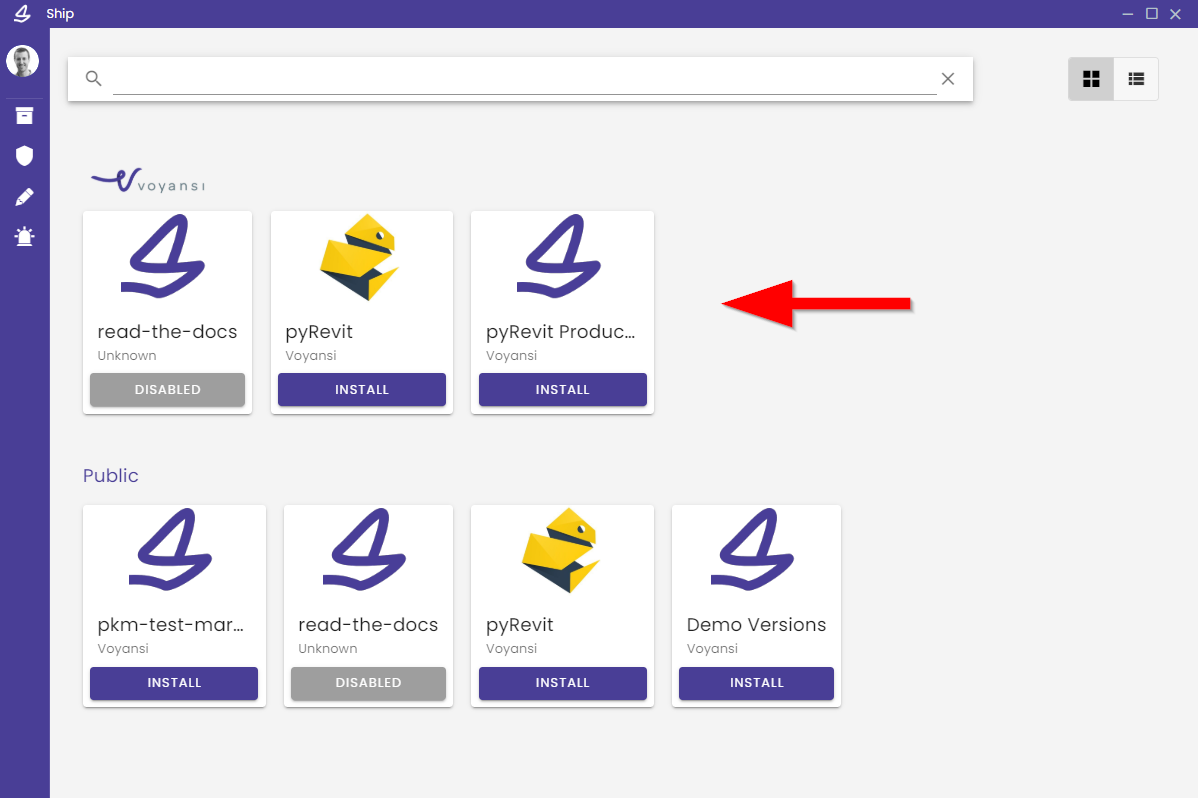 Ship
voyansi
read-the-docs
Unknown
DISABLED
pyRevit
Voyansi
INSTALL
pyRevit Produc...
Voyansi
INSTALL
Public
pkm-test-mar...
Voyansi
INSTALL
read-the-docs
Unknown
DISABLED
pyRevit
Voyansi
INSTALL
Demo Versions
Voyansi
INSTALL